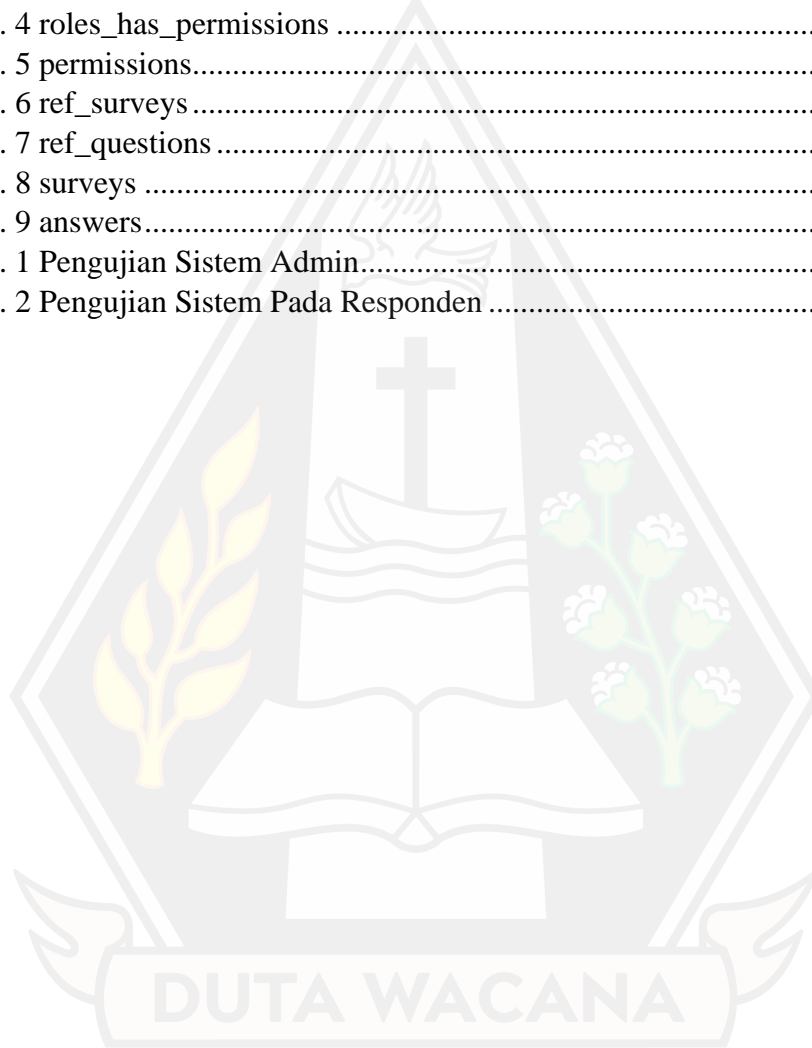 . 4 roles_has_permissions ............................................................
. 5 permissions..............................................................................
. 6 ref_surveys..............................................................................
. 7 ref_questions ...........................................................................
. 8 surveys ....................................................................................
. 9 answers....................................................................................
. 1 Pengujian Sistem Admin.........................................................
. 2 Pengujian Sistem Pada Responden .........................................
DUTA WACANA